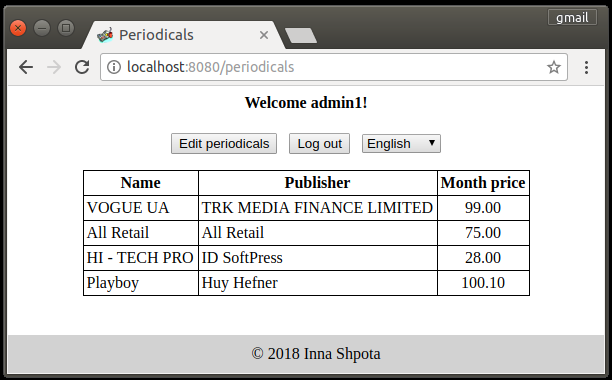 gmail
Periodicals
localhost:8080/periodicals
Welcome admin1!
Edit periodicals Log out English
Name Publisher Month price
VOGUE UA TRK MEDIA FINANCE LIMITED 99.00
All Retail All Retail 75.00
HI - TECH PRO ID SoftPress 28.00
Playboy Huy Hefner 100.10
© 2018 Inna Shpota